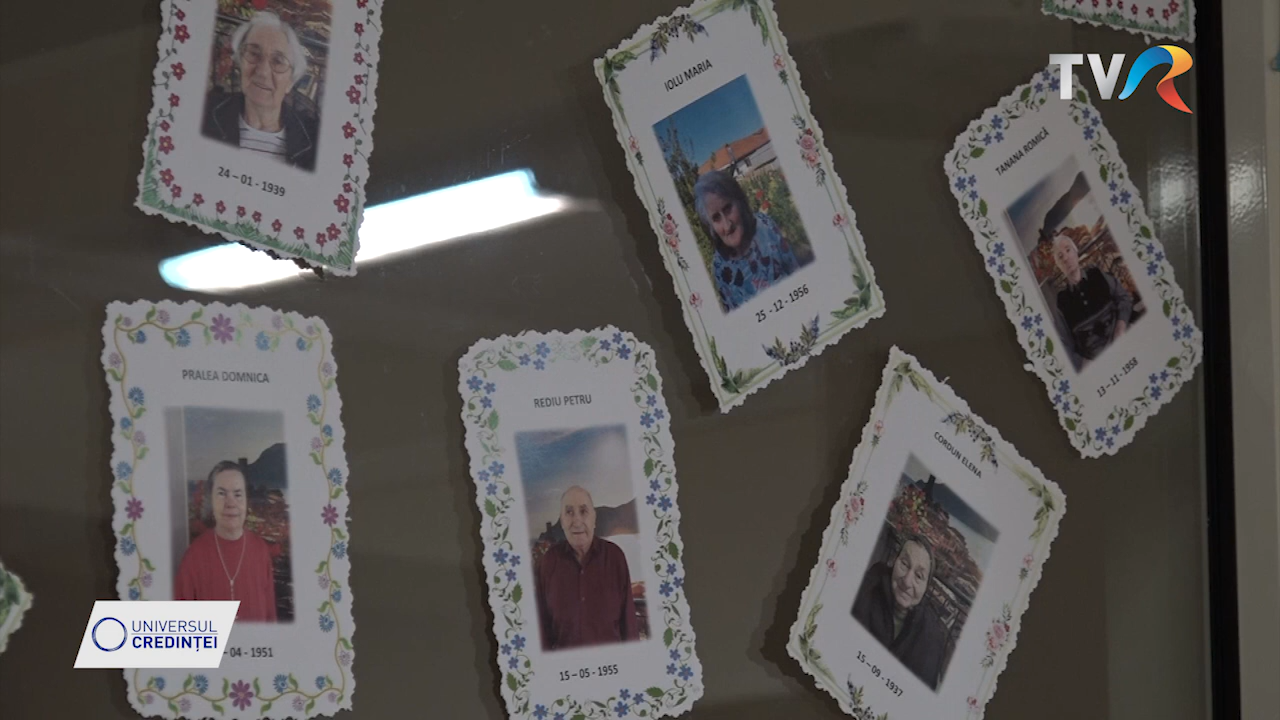 TVR
24 – 01 - 1939
IOLU MARIA
25 - 12 - 1956
TANANA ROMICĂ
13 - 11 - 1958
PRALEA DOMNICA
- 04 - 1951
REDIU PETRU
15 – 05 - 1955
CORDUN ELENA
15 – 09 - 1937
UNIVERSUL
CREDINȚEI